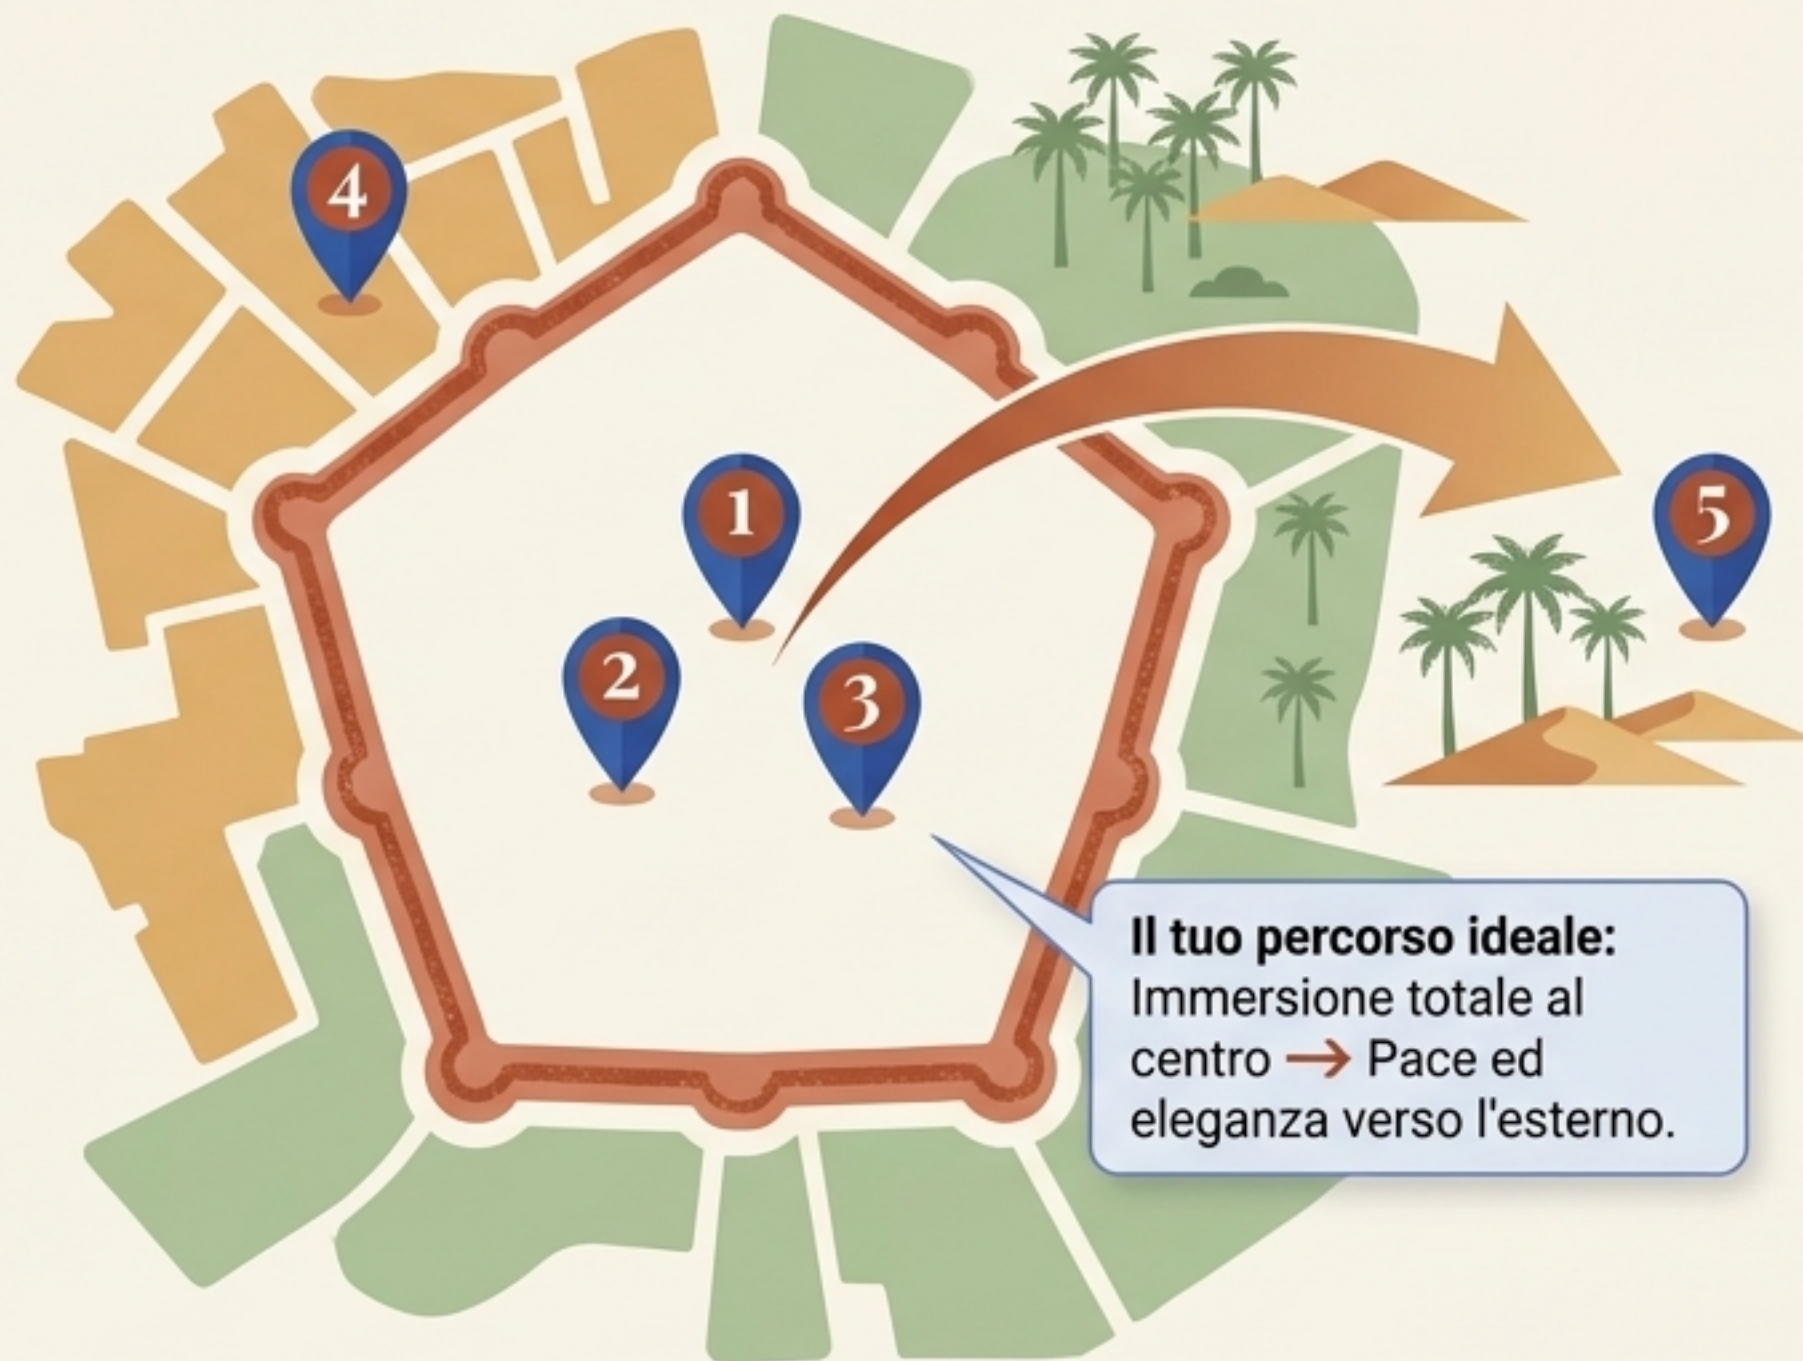 4
1
5
2
3
Il tuo percorso ideale:
Immersione totale al
centro → Pace ed
eleganza verso l'esterno.